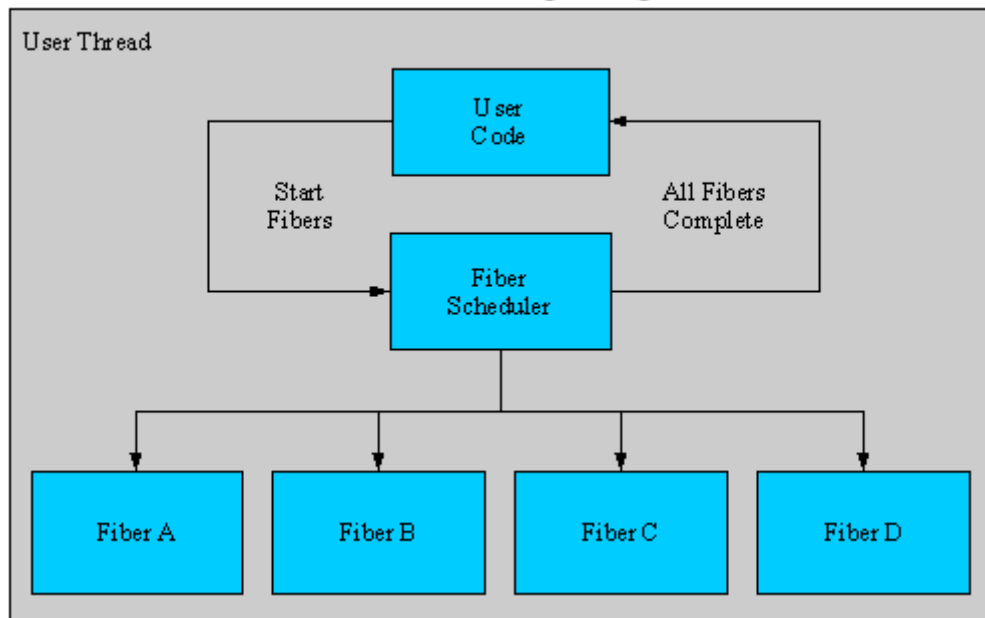 User Thread
User
Code
Start
Fibers
All Fibers
Complete
Fiber
Scheduler
Fiber A
Fiber B
Fiber C
Fiber D